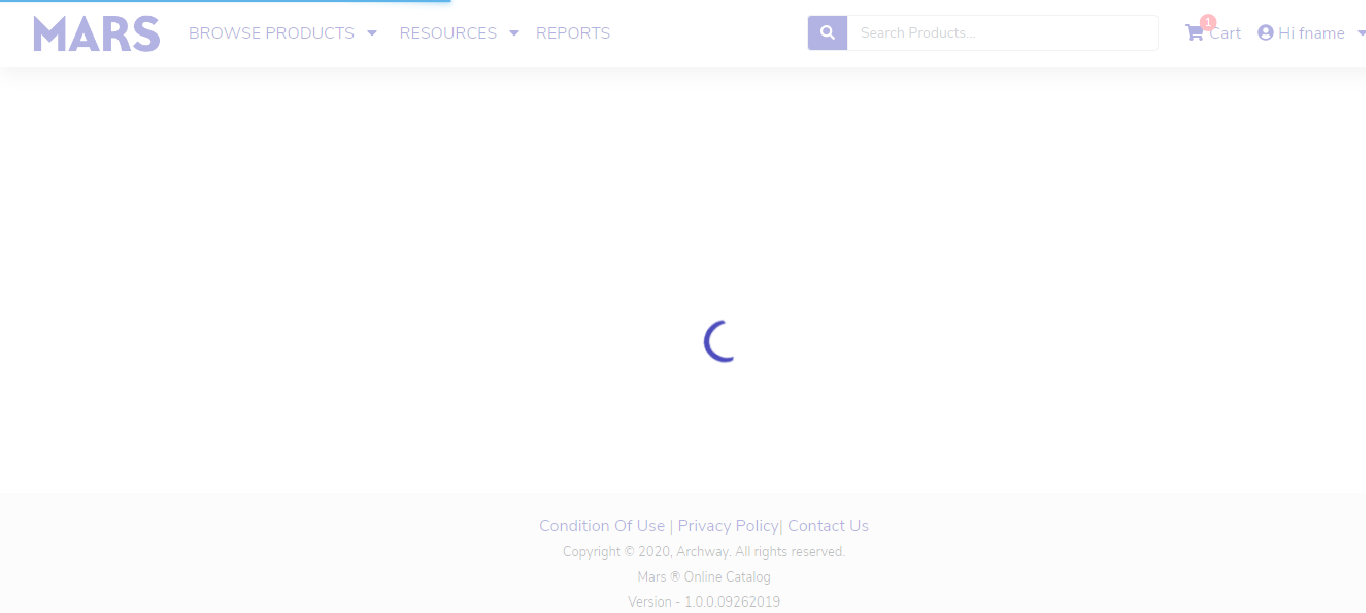 MARS BROWSE PRODUCTS RESOURCES REPORTS Search Products... 1 Cart Hi fname
Condition Of Use | Privacy Policy| Contact Us
Copyright © 2020, Archway. All rights reserved.
Mars ® Online Catalog
Version - 1.0.0.09262019